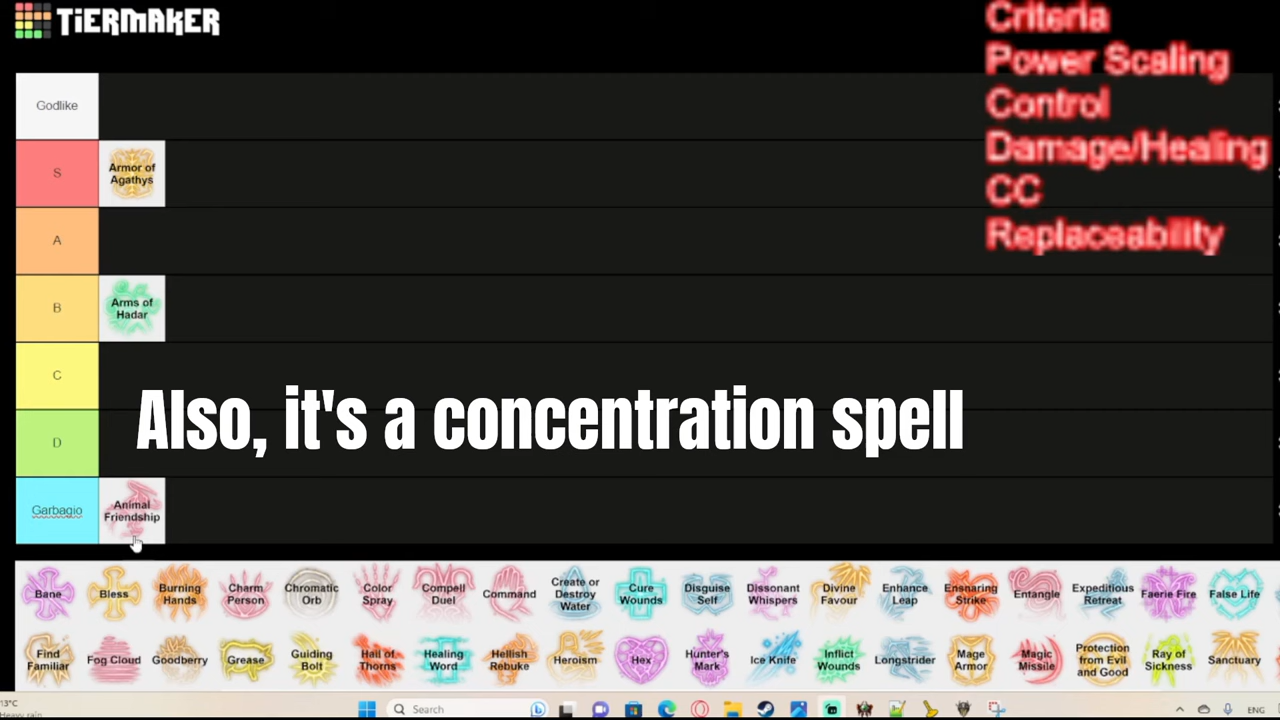 TiERMAKER
Criteria
Power Scaling
Control
Damage/Healing
CC
Replaceability
Godlike
S
Armor of
Agathys
A
B
Arms of
Hadar
C
Also, it's a concentration spell
D
Garbagio
Animal
Friendship
Bane
Bless
Burning
Hands
Charm
Person
Chromatic
Orb
Color
Spray
Compell
Duel
Command
Create or
Destroy
Water
Cure
Wounds
Disguise
Self
Dissonant
Whispers
Divine
Favour
Enhance
Leap
Ensnaring
Strike
Entangle
Expeditious
Retreat
Faerie Fire
False Life
Find
Familiar
Fog Cloud
Goodberry
Grease
Guiding
Bolt
Hail of
Thorns
Healing
Word
Hellish
Rebuke
Heroism
Hex
Hunter's
Mark
Ice Knife
Inflict
Wounds
Longstrider
Mage
Armor
Magic
Missile
Protection
from Evil
and Good
Ray of
Sickness
Sanctuary
13°C
Heavy rain
Search
ENG